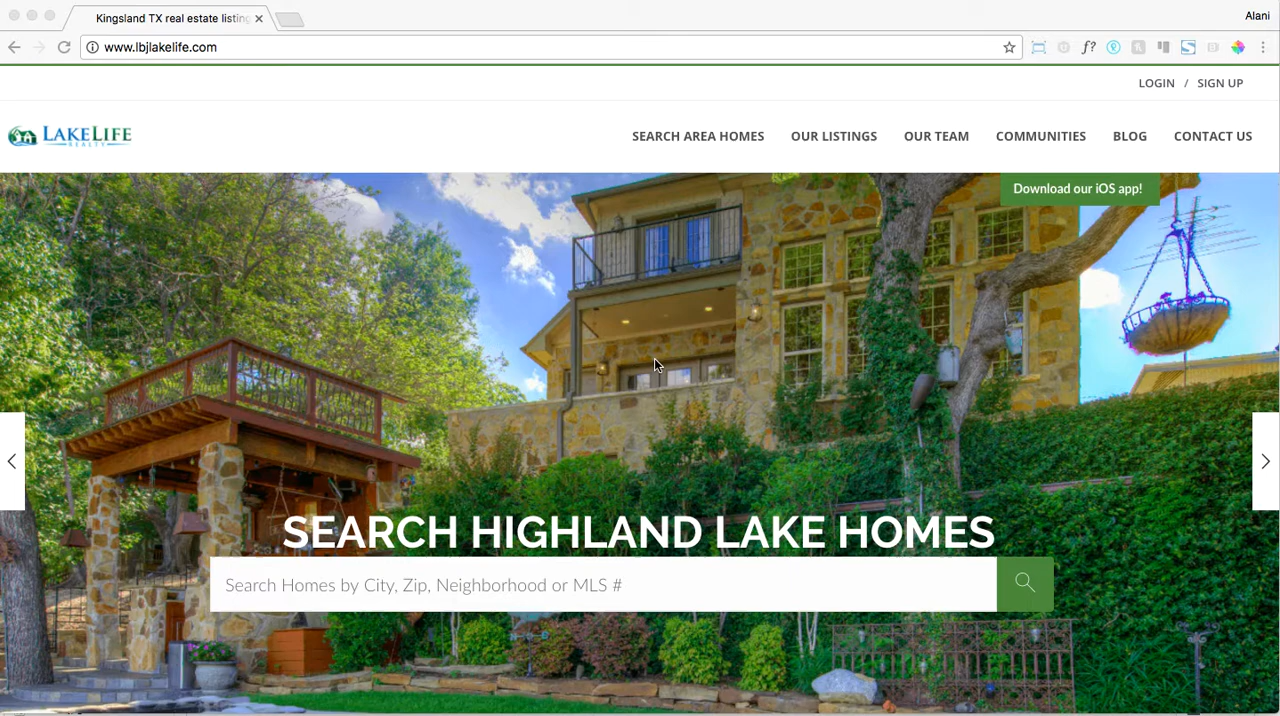 Kingsland TX real estate listing
Alani
www.lbjlakelife.com
f?
LOGIN / SIGN UP
LAKELIFE
REALTY
SEARCH AREA HOMES OUR LISTINGS OUR TEAM COMMUNITIES BLOG CONTACT US
Download our iOS app!
SEARCH HIGHLAND LAKE HOMES
Search Homes by City, Zip, Neighborhood or MLS #